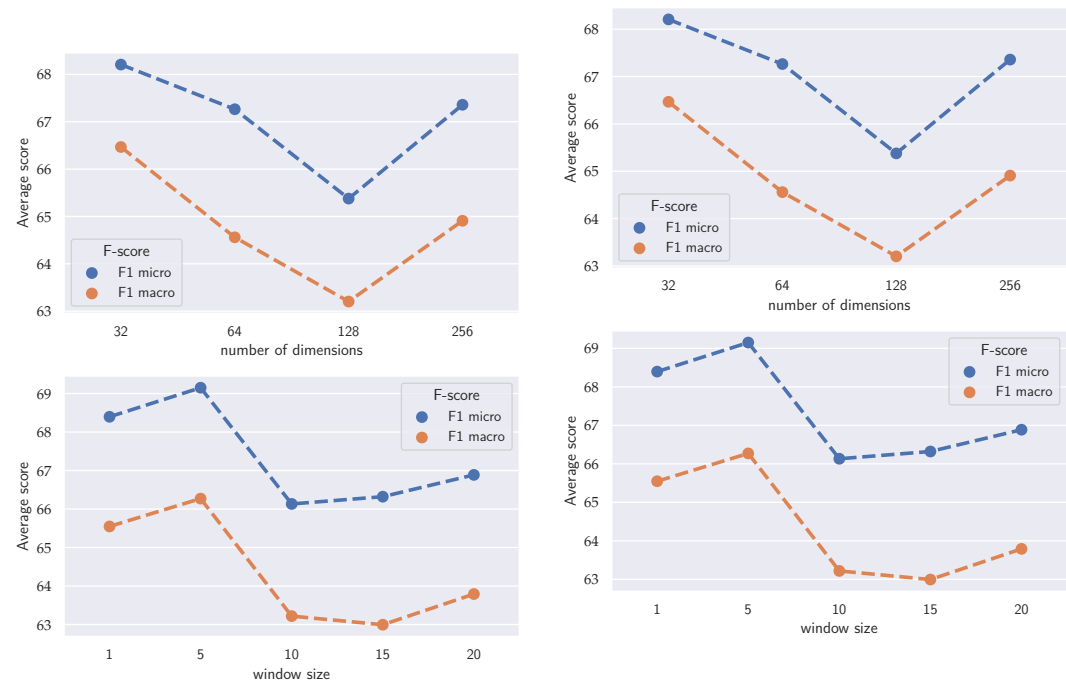 68
67
66
65
64
63
Average score
F-score
F1 micro
F1 macro
32 64 128 256
number of dimensions
69
68
67
66
65
64
63
Average score
F-score
F1 micro
F1 macro
1 5 10 15 20
window size
68
67
66
65
64
63
Average score
F-score
F1 micro
F1 macro
32 64 128 256
number of dimensions
69
68
67
66
65
64
63
Average score
F-score
F1 micro
F1 macro
1 5 10 15 20
window size